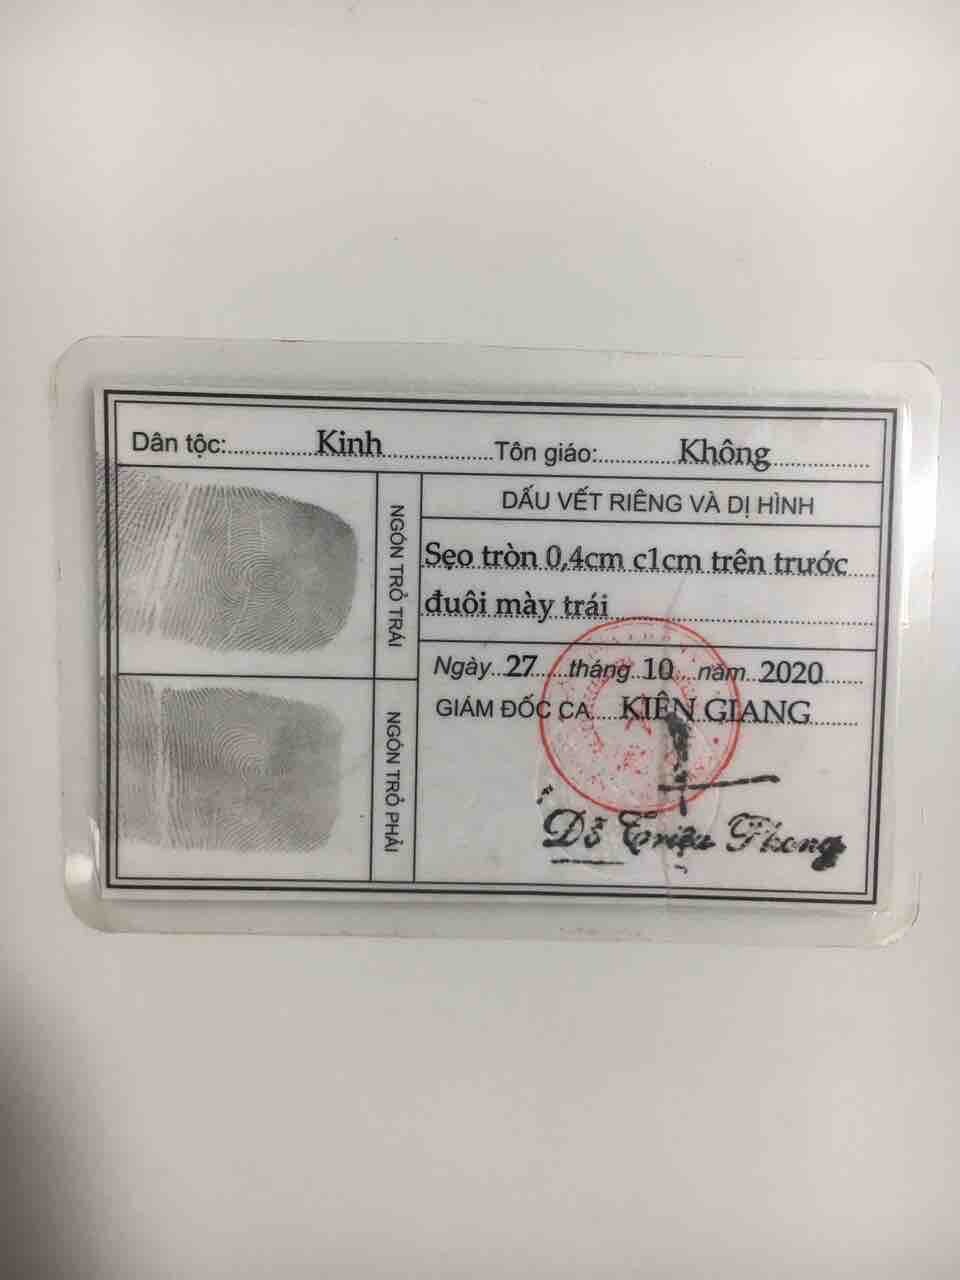 Dân tộc:..........Kinh..............Tôn giáo:..........Không..............
NGÓN TRỎ TRÁI
DẤU VẾT RIÊNG VÀ DỊ HÌNH
Sẹo tròn 0,4cm c1cm trên trước
đuôi mày trái
NGÓN TRỎ PHẢI
Ngày..27.....tháng..10...năm..2020......
GIÁM ĐỐC CA....KIÊN GIANG.......
Đỗ Triệu Phong